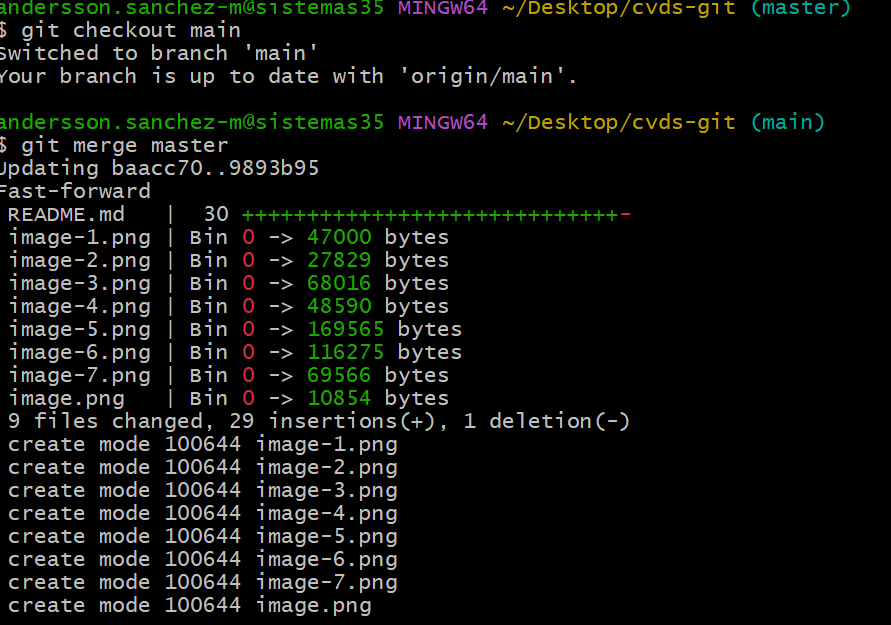 andersson.sanchez-m@sistemas35 MINGW64 ~/Desktop/cvds-git (master)
$ git checkout main
Switched to branch 'main'
Your branch is up to date with 'origin/main'.
andersson.sanchez-m@sistemas35 MINGW64 ~/Desktop/cvds-git (main)
$ git merge master
Updating baacc70..9893b95
Fast-forward
README.md   |  30 +++++++++++++++++++++++++++++-
image-1.png | Bin 0 -> 47000 bytes
image-2.png | Bin 0 -> 27829 bytes
image-3.png | Bin 0 -> 68016 bytes
image-4.png | Bin 0 -> 48590 bytes
image-5.png | Bin 0 -> 169565 bytes
image-6.png | Bin 0 -> 116275 bytes
image-7.png | Bin 0 -> 69566 bytes
image.png   | Bin 0 -> 10854 bytes
9 files changed, 29 insertions(+), 1 deletion(-)
create mode 100644 image-1.png
create mode 100644 image-2.png
create mode 100644 image-3.png
create mode 100644 image-4.png
create mode 100644 image-5.png
create mode 100644 image-6.png
create mode 100644 image-7.png
create mode 100644 image.png